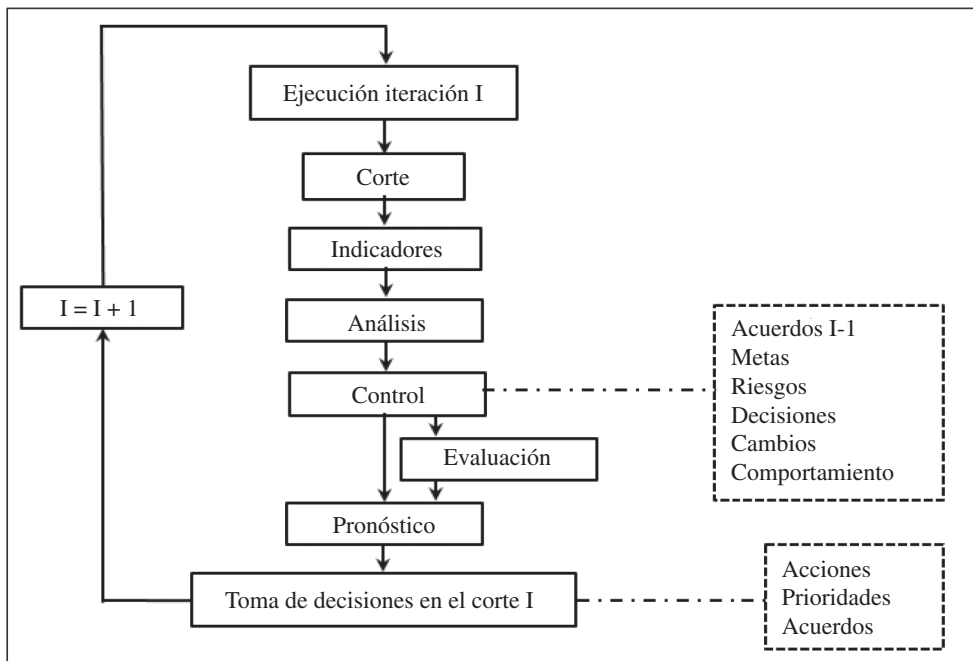 Ejecución iteración I
Corte
Indicadores
I = I + 1
Análisis
Control
Evaluación
Pronóstico
Toma de decisiones en el corte I
Acuerdos I-1
Metas
Riesgos
Decisiones
Cambios
Comportamiento
Acciones
Prioridades
Acuerdos